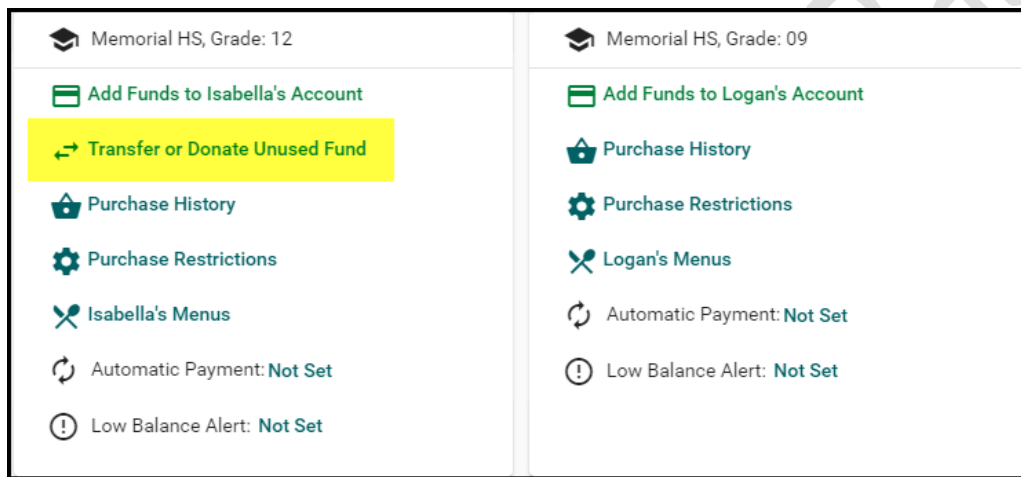 Memorial HS, Grade: 12
Add Funds to Isabella's Account
Transfer or Donate Unused Fund
Purchase History
Purchase Restrictions
Isabella's Menus
Automatic Payment: Not Set
Low Balance Alert: Not Set
Memorial HS, Grade: 09
Add Funds to Logan's Account
Purchase History
Purchase Restrictions
Logan's Menus
Automatic Payment: Not Set
Low Balance Alert: Not Set